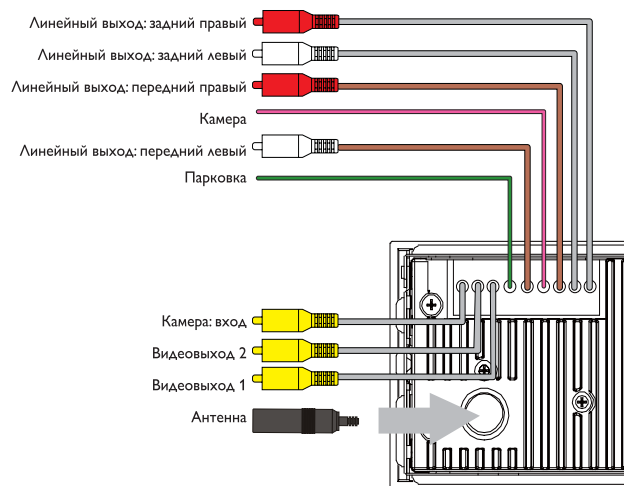 Линейный выход: задний правый
Линейный выход: задний левый
Линейный выход: передний правый
Камера
Линейный выход: передний левый
Парковка
Камера: вход
Видеовыход 2
Видеовыход 1
Антенна